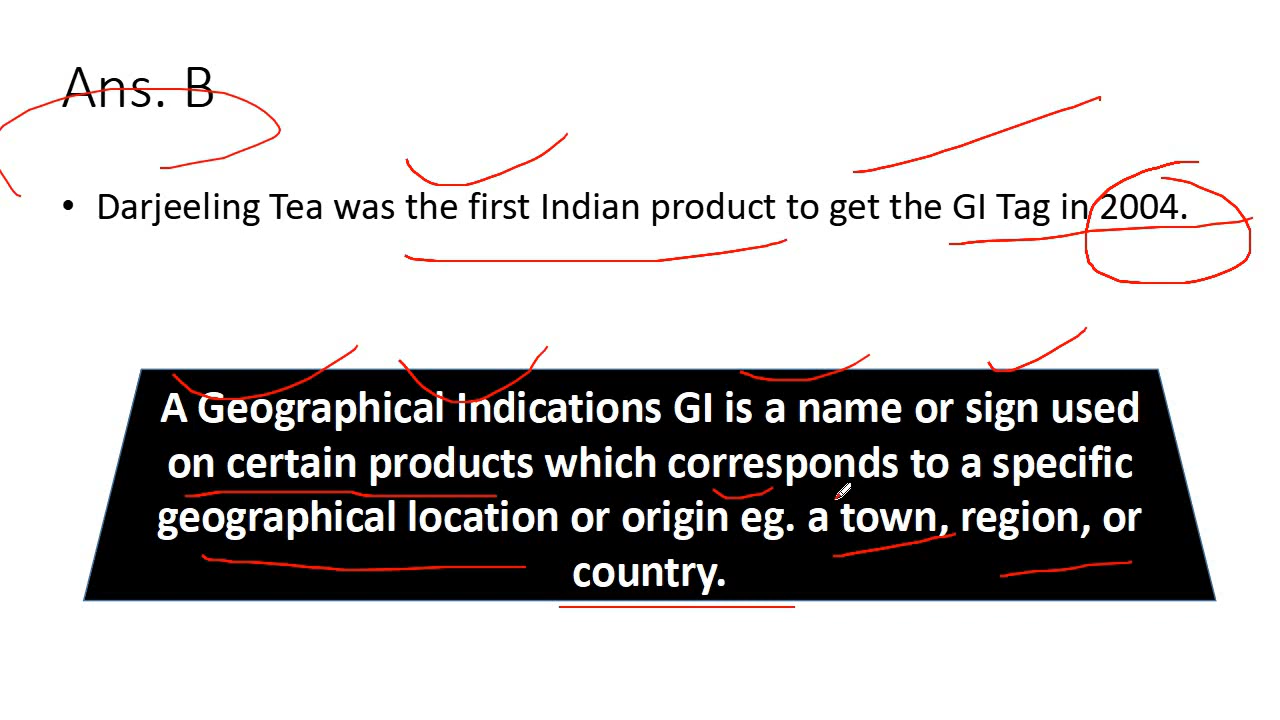 Ans. B
• Darjeeling Tea was the first Indian product to get the GI Tag in 2004.
A Geographical Indications GI is a name or sign used
on certain products which corresponds to a specific
geographical location or origin eg. a town, region, or
country.